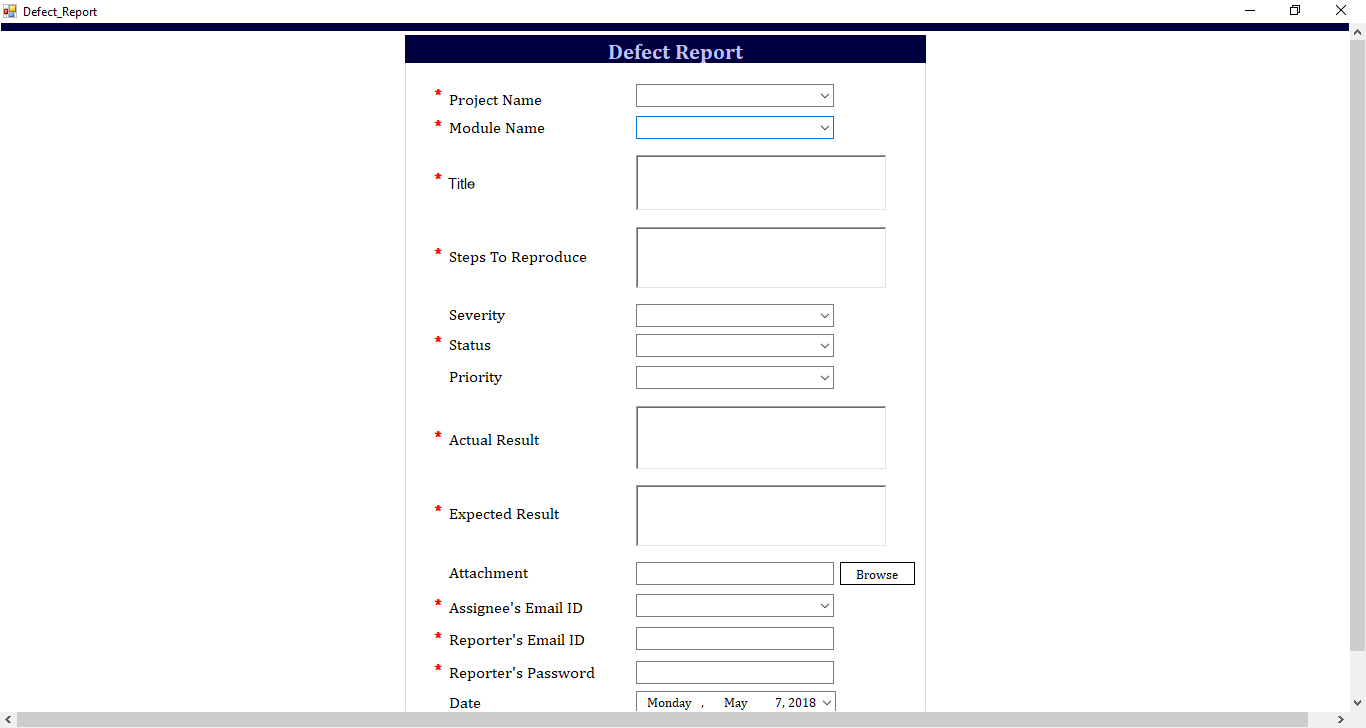 Defect_Report
Defect Report
* Project Name
* Module Name
* Title
* Steps To Reproduce
Severity
* Status
Priority
* Actual Result
* Expected Result
Attachment Browse
* Assignee's Email ID
* Reporter's Email ID
* Reporter's Password
Date Monday , May 7, 2018